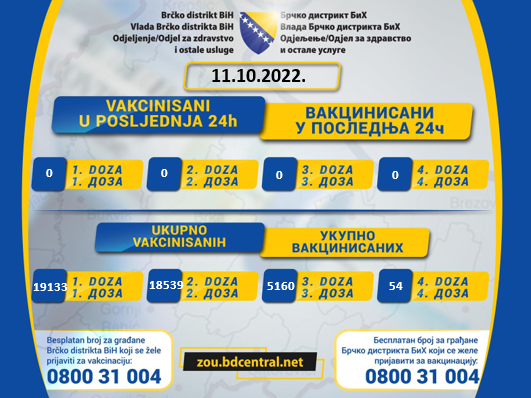 Brčko distrikt BiH
Vlada Brčko distrikta BiH
Odjeljenje/Odjel za zdravstvo
i ostale usluge
Брчко дистрикт БиХ
Влада Брчко дистрикта БиХ
Одјељење/Одјел за здравство
и остале услуге
11.10.2022.
VAKCINISANI
U POSLJEDNJA 24h
ВАКЦИНИСАНИ
У ПОСЛЕДЊА 24ч
0
1. DOZA
1. ДОЗА
0
2. DOZA
2. ДОЗА
0
3. DOZA
3. ДОЗА
0
4. DOZA
4. ДОЗА
UKUPNO
VAKCINISANIH
УКУПНО
ВАКЦИНИСАНИХ
19133
1. DOZA
1. ДОЗА
18539
2. DOZA
2. ДОЗА
5160
3. DOZA
3. ДОЗА
54
4. DOZA
4. ДОЗА
Besplatan broj za građane
Brčko distrikta BiH koji se žele
prijaviti za vakcinaciju:
0800 31 004
zou.bdcentral.net
Бесплатан број за грађане
Брчко дистрикта БиХ који се желе
пријавити за вакцинацију:
0800 31 004